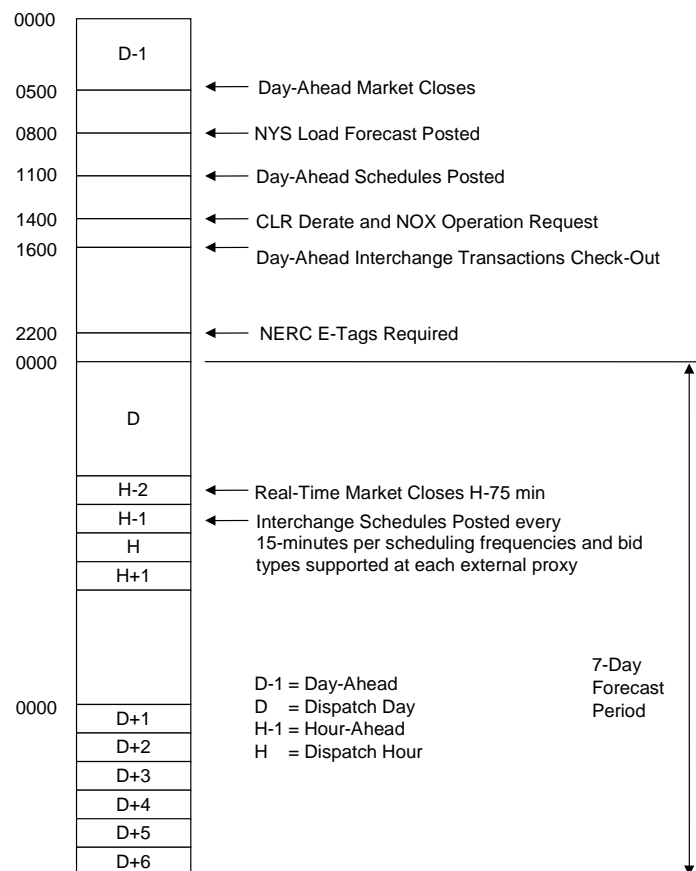 0000
D-1
0500
Day-Ahead Market Closes
0800
NYS Load Forecast Posted
1100
Day-Ahead Schedules Posted
1400
CLR Derate and NOX Operation Request
1600
Day-Ahead Interchange Transactions Check-Out
2200
NERC E-Tags Required
0000
D
H-2
Real-Time Market Closes H-75 min
H-1
Interchange Schedules Posted every
15-minutes per scheduling frequencies and bid
types supported at each external proxy
H
H+1
7-Day
Forecast
Period
D-1 = Day-Ahead
D = Dispatch Day
H-1 = Hour-Ahead
H = Dispatch Hour
0000
D+1
D+2
D+3
D+4
D+5
D+6